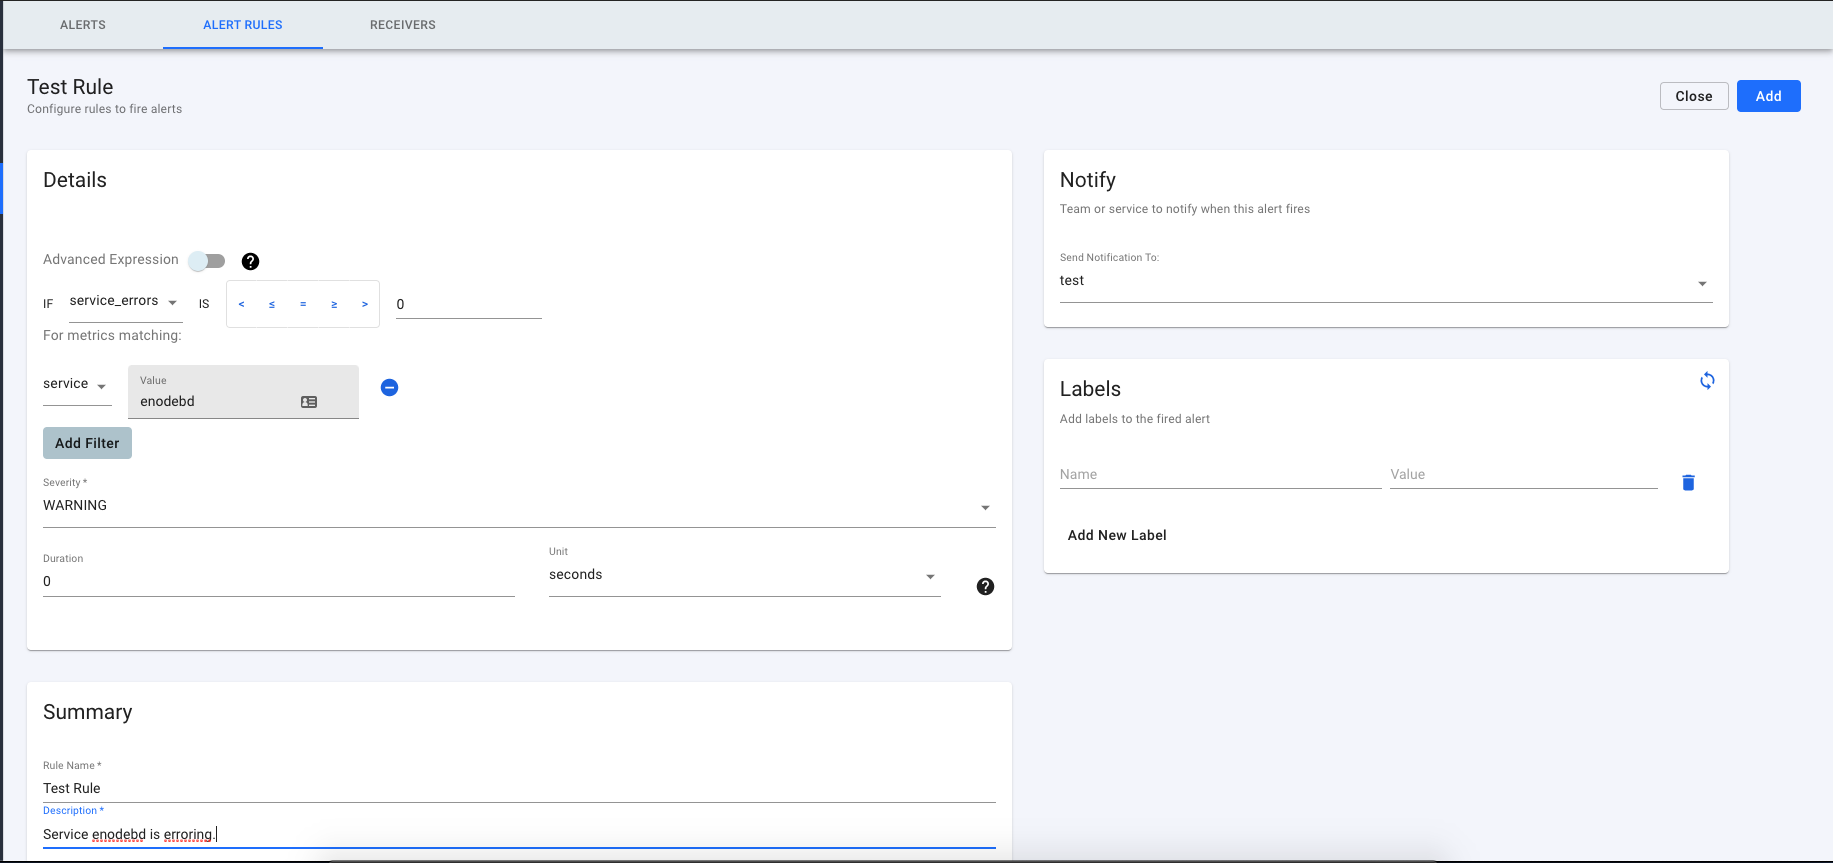 ALERTS ALERT RULES RECEIVERS
Test Rule
Configure rules to fire alerts
Close Add
Details
Advanced Expression ?
IF service_errors IS < ≤ = ≥ > 0
For metrics matching:
service Value
enodebd
Add Filter
Severity *
WARNING
Duration Unit
0 seconds ?
Summary
Rule Name *
Test Rule
Description *
Service enodebd is erroring.
Notify
Team or service to notify when this alert fires
Send Notification To:
test
Labels
Add labels to the fired alert
Name Value
Add New Label